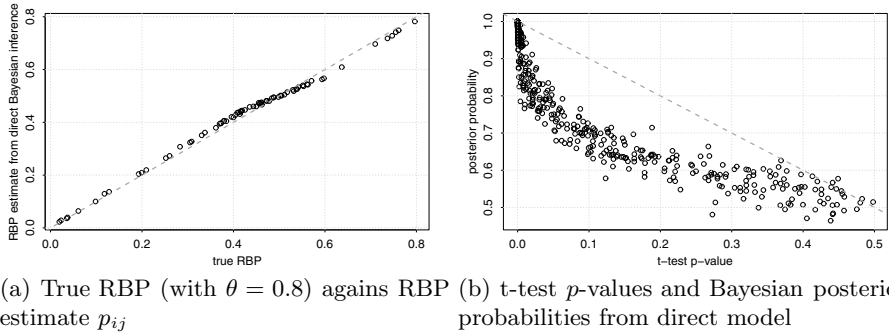 RBP estimate from direct Bayesian inference
0.0 0.2 0.4 0.6 0.8
0.0 0.2 0.4 0.6 0.8
true RBP
posterior probability
0.5 0.6 0.7 0.8 0.9 1.0
0.0 0.1 0.2 0.3 0.4 0.5
t−test p−value
(a) True RBP (with θ = 0.8) agains RBP
estimate pij
(b) t-test p-values and Bayesian posterio
probabilities from direct model